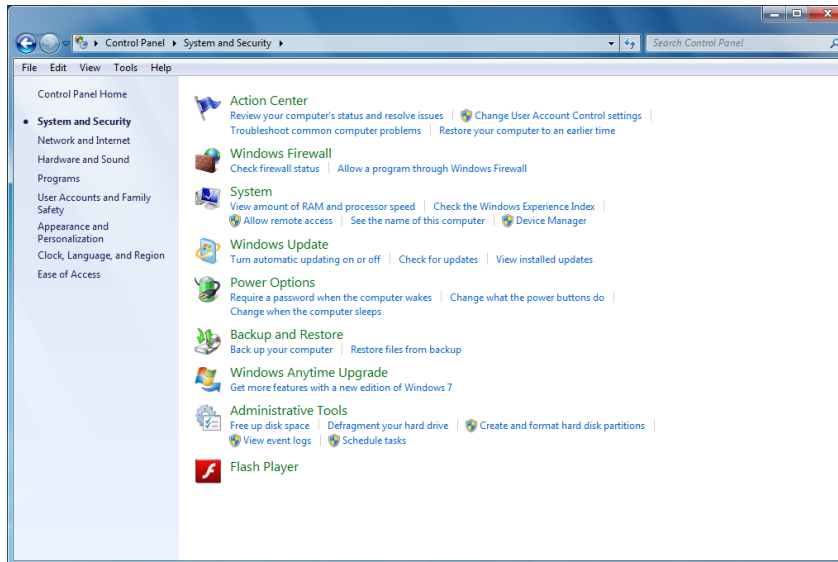 Control Panel System and Security Search Control Panel
File Edit View Tools Help
Control Panel Home
System and Security
Network and Internet
Hardware and Sound
Programs
User Accounts and Family
Safety
Appearance and
Personalization
Clock, Language, and Region
Ease of Access
Action Center
Review your computer's status and resolve issues Change User Account Control settings
Troubleshoot common computer problems Restore your computer to an earlier time
Windows Firewall
Check firewall status Allow a program through Windows Firewall
System
View amount of RAM and processor speed Check the Windows Experience Index
Allow remote access See the name of this computer Device Manager
Windows Update
Turn automatic updating on or off Check for updates View installed updates
Power Options
Require a password when the computer wakes Change what the power buttons do
Change when the computer sleeps
Backup and Restore
Back up your computer Restore files from backup
Windows Anytime Upgrade
Get more features with a new edition of Windows 7
Administrative Tools
Free up disk space Defragment your hard drive Create and format hard disk partitions
View event logs Schedule tasks
Flash Player